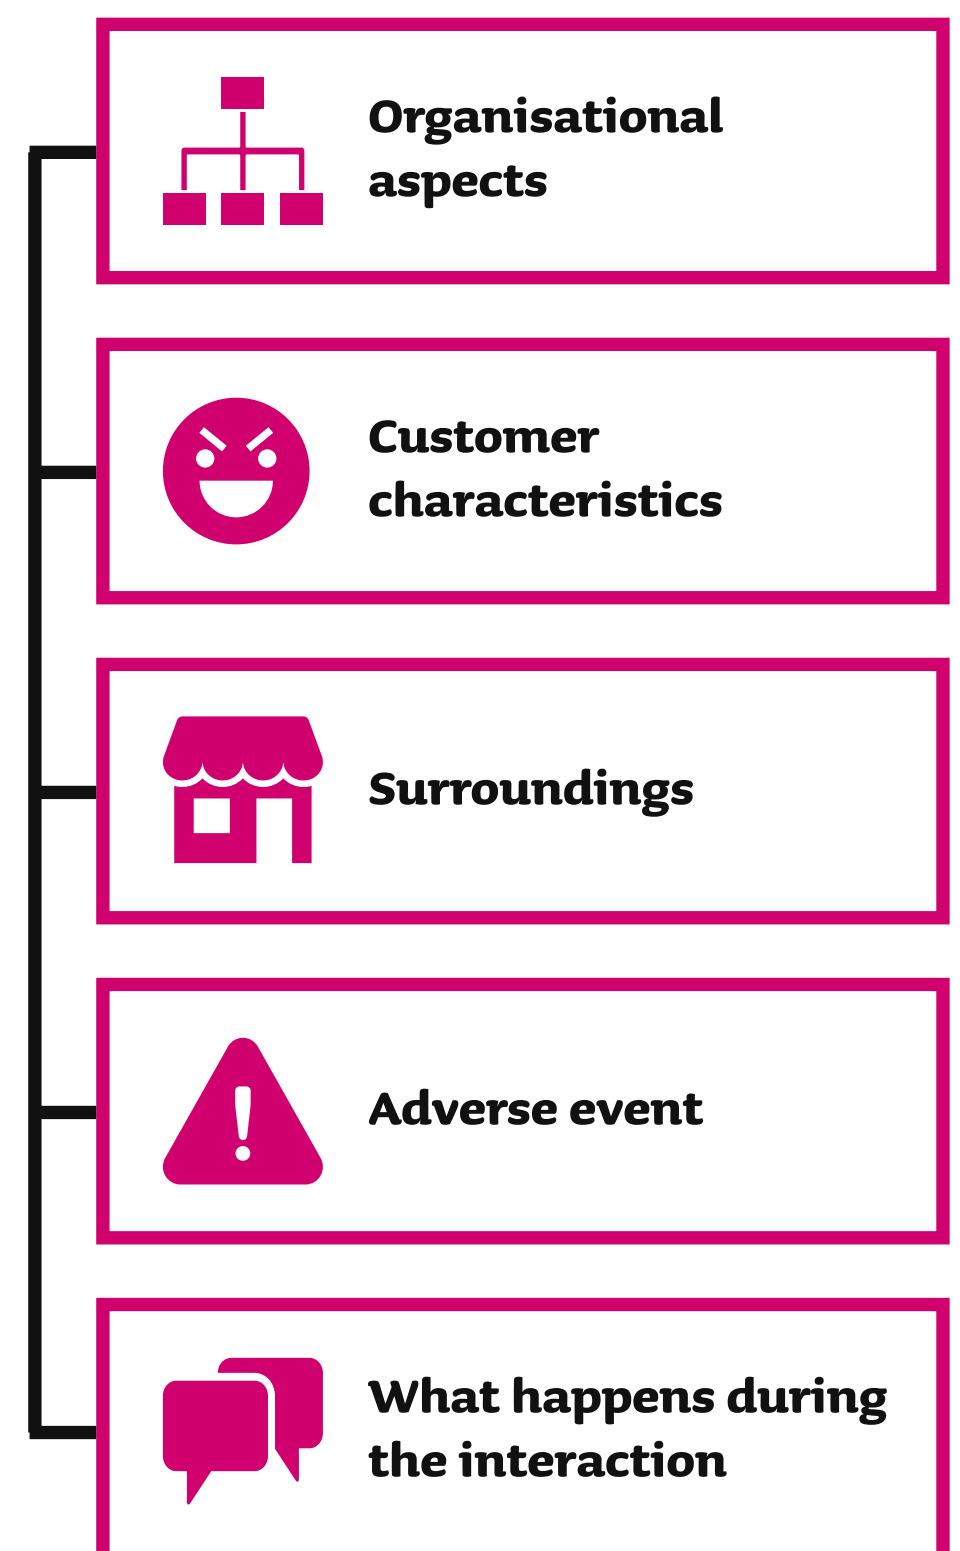 Organisational
aspects
Customer
characteristics
Surroundings
Adverse event
What happens during
the interaction